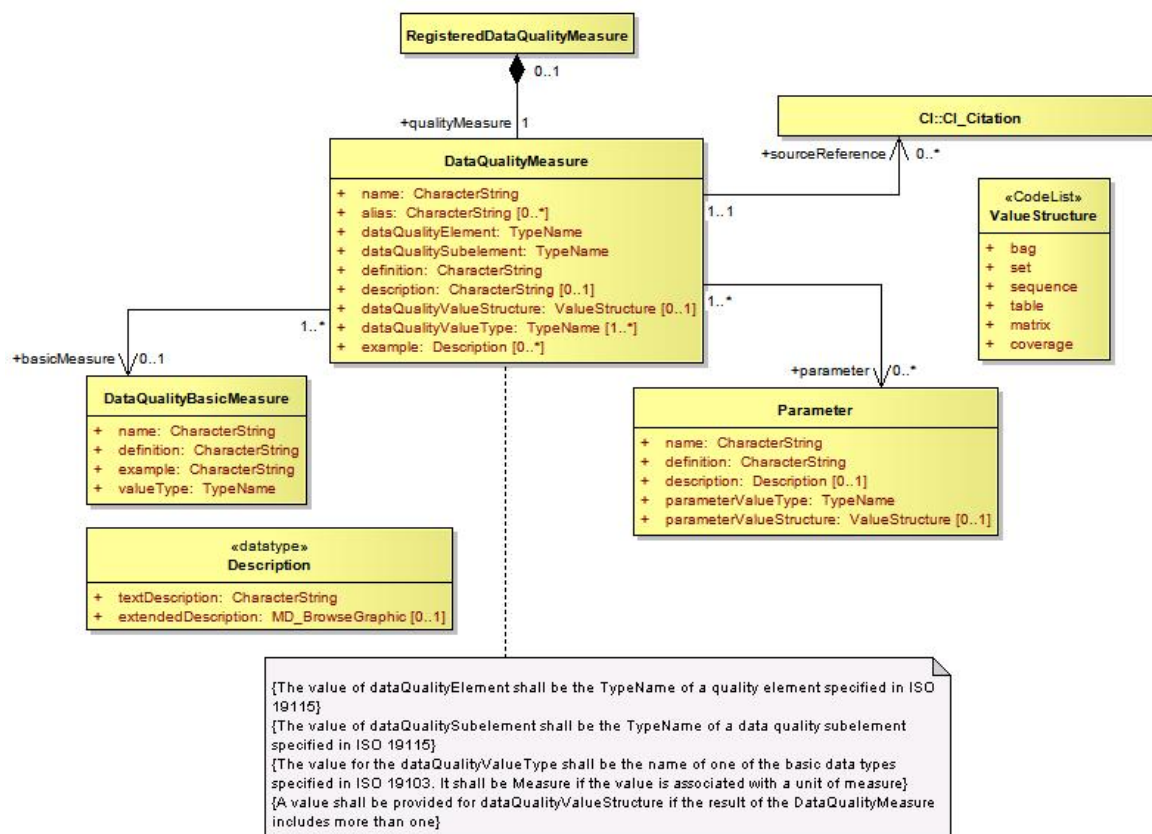 RegisteredDataQualityMeasure
0..1
+qualityMeasure 1
CI::CI_Citation
+sourceReference 0..*
DataQualityMeasure
+ name: CharacterString
+ alias: CharacterString [0..*]
+ dataQualityElement: TypeName
+ dataQualitySubelement: TypeName
+ definition: CharacterString
+ description: CharacterString [0..1]
+ dataQualityValueStructure: ValueStructure [0..1]
+ dataQualityValueType: TypeName [1..*]
+ example: Description [0..*]
1..1
1..*
1..*
«CodeList»
ValueStructure
+ bag
+ set
+ sequence
+ table
+ matrix
+ coverage
+basicMeasure 0..1
+parameter 0..*
DataQualityBasicMeasure
+ name: CharacterString
+ definition: CharacterString
+ example: CharacterString
+ valueType: TypeName
Parameter
+ name: CharacterString
+ definition: CharacterString
+ description: Description [0..1]
+ parameterValueType: TypeName
+ parameterValueStructure: ValueStructure [0..1]
«datatype»
Description
+ textDescription: CharacterString
+ extendedDescription: MD_BrowseGraphic [0..1]
{The value of dataQualityElement shall be the TypeName of a quality element specified in ISO
19115}
{The value of dataQualitySubelement shall be the TypeName of a data quality subelement
specified in ISO 19115}
{The value for the dataQualityValueType shall be the name of one of the basic data types
specified in ISO 19103. It shall be Measure if the value is associated with a unit of measure}
{A value shall be provided for dataQualityValueStructure if the result of the DataQualityMeasure
includes more than one}